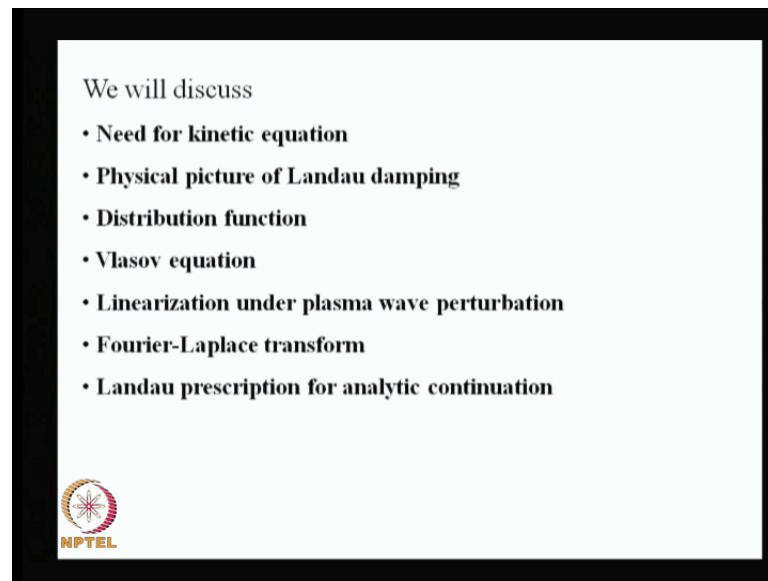 We will discuss
• Need for kinetic equation
• Physical picture of Landau damping
• Distribution function
• Vlasov equation
• Linearization under plasma wave perturbation
• Fourier-Laplace transform
• Landau prescription for analytic continuation
NPTEL